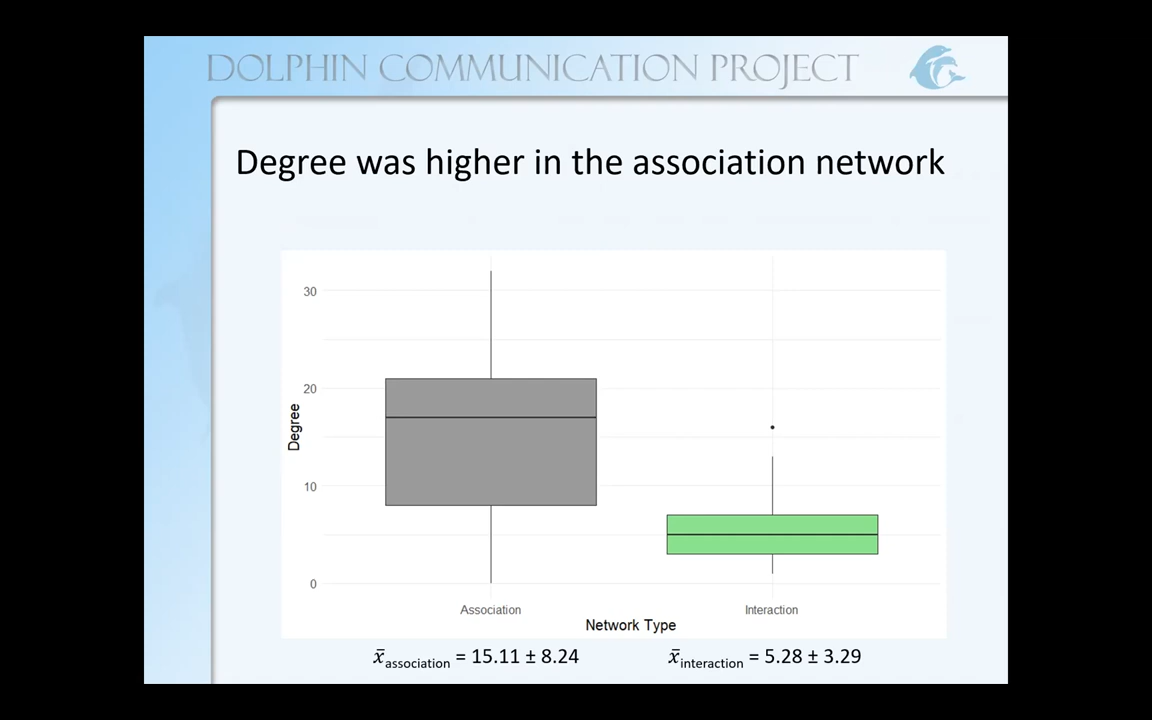 DOLPHIN COMMUNICATION PROJECT
Degree was higher in the association network
30
20
10
0
Degree
Association
Interaction
Network Type
x̄association = 15.11 ± 8.24
x̄interaction = 5.28 ± 3.29